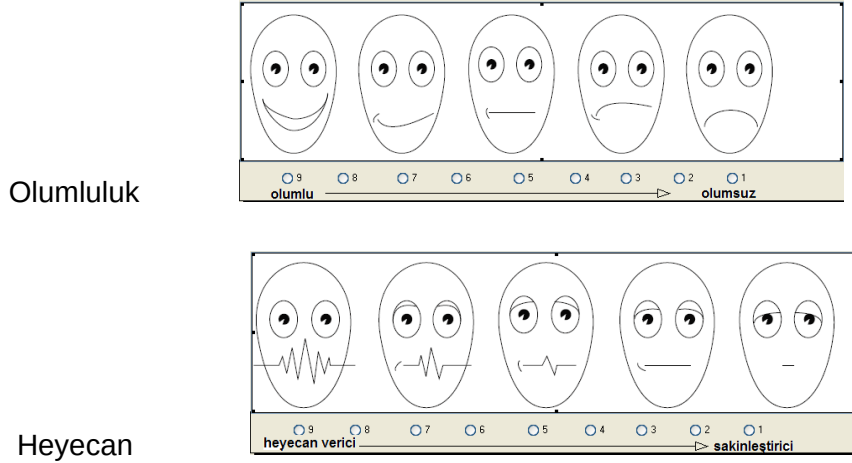 Olumluluk
9 8 7 6 5 4 3 2 1
olumlu olumsuz
Heyecan
9 8 7 6 5 4 3 2 1
heyecan verici sakinleştirici